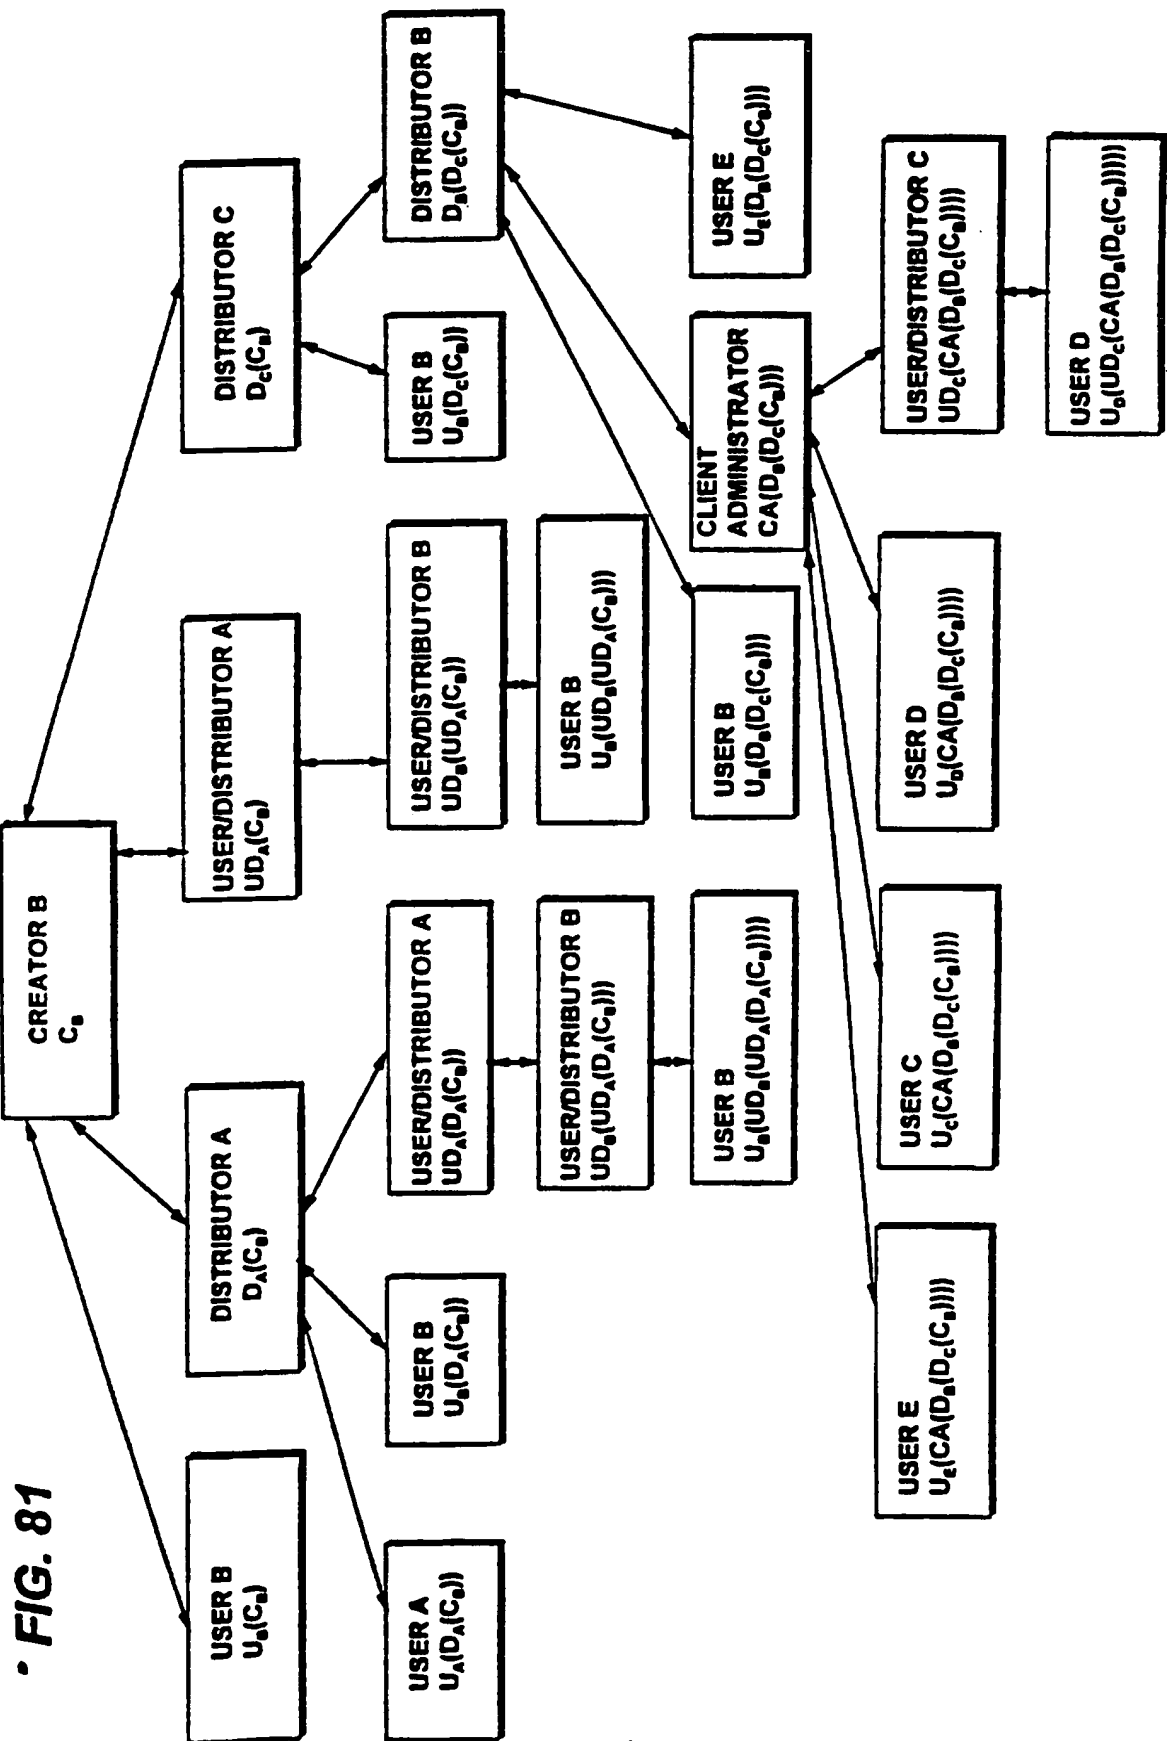 FIG. 81
CREATOR B
C_B
USER B
U_B(C_B)
DISTRIBUTOR A
D_A(C_B)
USER/DISTRIBUTOR A
UD_A(C_B)
DISTRIBUTOR C
D_C(C_B)
USER A
U_A(D_A(C_B))
USER B
U_B(D_A(C_B))
USER/DISTRIBUTOR A
UD_A(D_A(C_B))
USER/DISTRIBUTOR B
UD_B(UD_A(C_B))
USER B
U_B(D_C(C_B))
DISTRIBUTOR B
D_B(D_C(C_B))
USER/DISTRIBUTOR B
UD_B(UD_A(D_A(C_B)))
USER B
U_B(UD_B(UD_A(C_B)))
USER B
U_B(UD_B(UD_A(D_A(C_B))))
USER B
U_B(D_B(D_C(C_B)))
CLIENT
ADMINISTRATOR
CA(D_B(D_C(C_B)))
USER E
U_E(D_B(D_C(C_B)))
USER E
U_E(CA(D_B(D_C(C_B))))
USER C
U_C(CA(D_B(D_C(C_B))))
USER D
U_D(CA(D_B(D_C(C_B))))
USER/DISTRIBUTOR C
UD_C(CA(D_B(D_C(C_B))))
USER D
U_D(UD_C(CA(D_B(D_C(C_B)))))